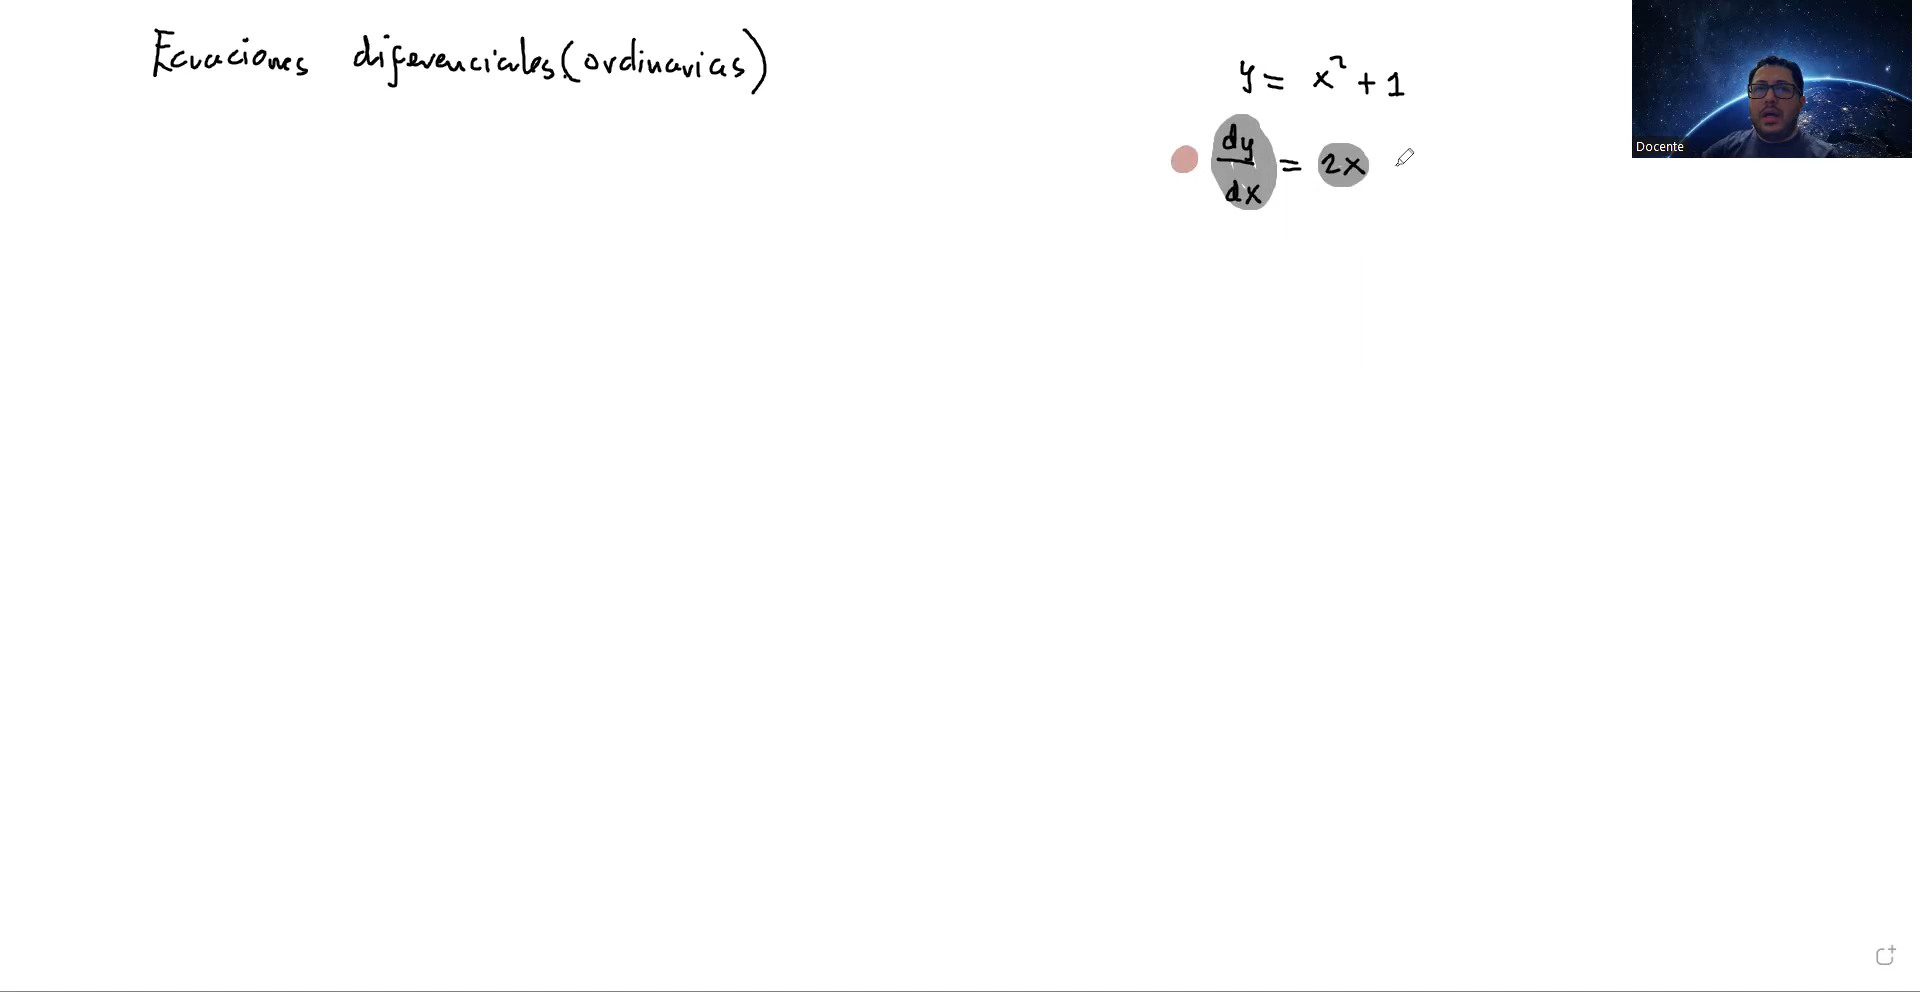 Ecuaciones diferenciales (ordinarias)
y = x² + 1
dy/dx = 2x
Docente